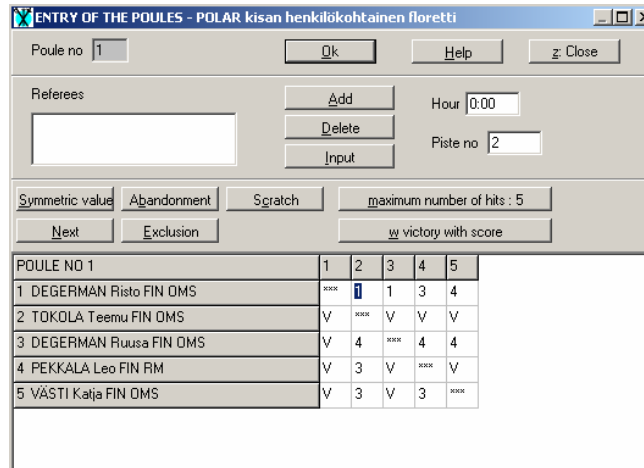 ENTRY OF THE POULES - POLAR kisan henkilökohtainen floretti
Poule no 1 Ok Help z: Close
Referees Add Hour 0:00
Delete
Piste no 2
Input
Symmetric value Abandonment Scratch maximum number of hits : 5
Next Exclusion w victory with score
POULE NO 1 1 2 3 4 5
1 DEGERMAN Risto FIN OMS *** 1 1 3 4
2 TOKOLA Teemu FIN OMS V *** V V V
3 DEGERMAN Ruusa FIN OMS V 4 *** 4 4
4 PEKKALA Leo FIN RM V 3 V *** V
5 VÄSTI Katja FIN OMS V 3 V 3 ***